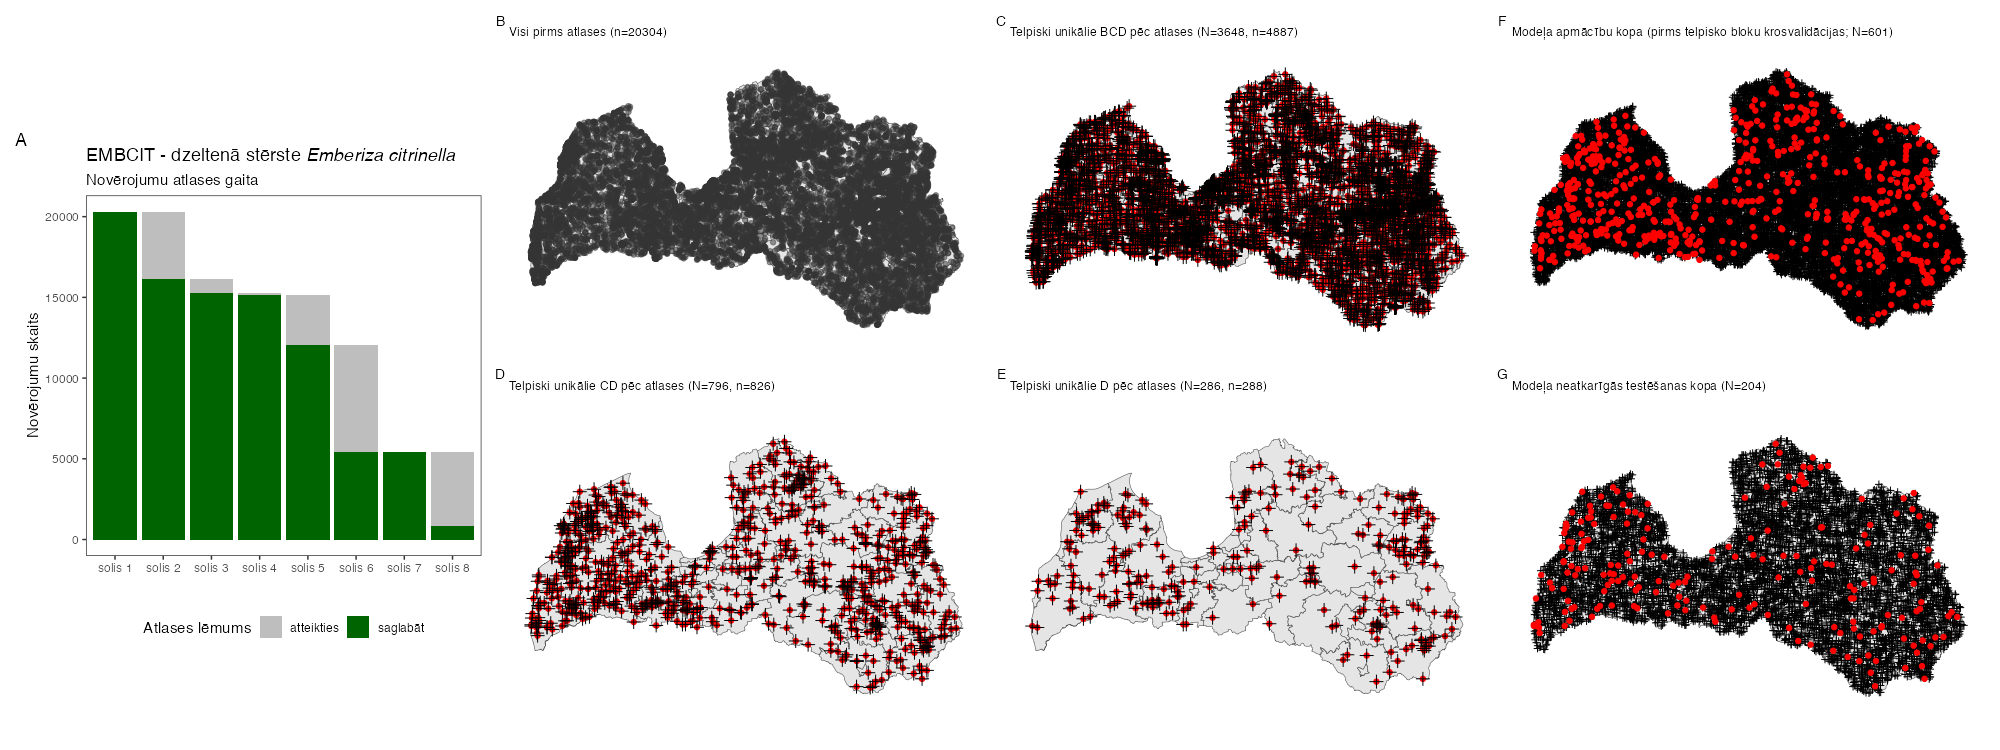 A
EMBCIT - dzeltenā stērste Emberiza citrinella
Novērojumu atlases gaita
Novērojumu skaits
20000
15000
10000
5000
0
solis 1 solis 2 solis 3 solis 4 solis 5 solis 6 solis 7 solis 8
Atlases lēmums atteikties saglabāt
B
Visi pirms atlases (n=20304)
C
Telpiski unikālie BCD pēc atlases (N=3648, n=4887)
F
Modeļa apmācību kopa (pirms telpisko bloku krosvalidācijas; N=601)
D
Telpiski unikālie CD pēc atlases (N=796, n=826)
E
Telpiski unikālie D pēc atlases (N=286, n=288)
G
Modeļa neatkarīgās testēšanas kopa (N=204)